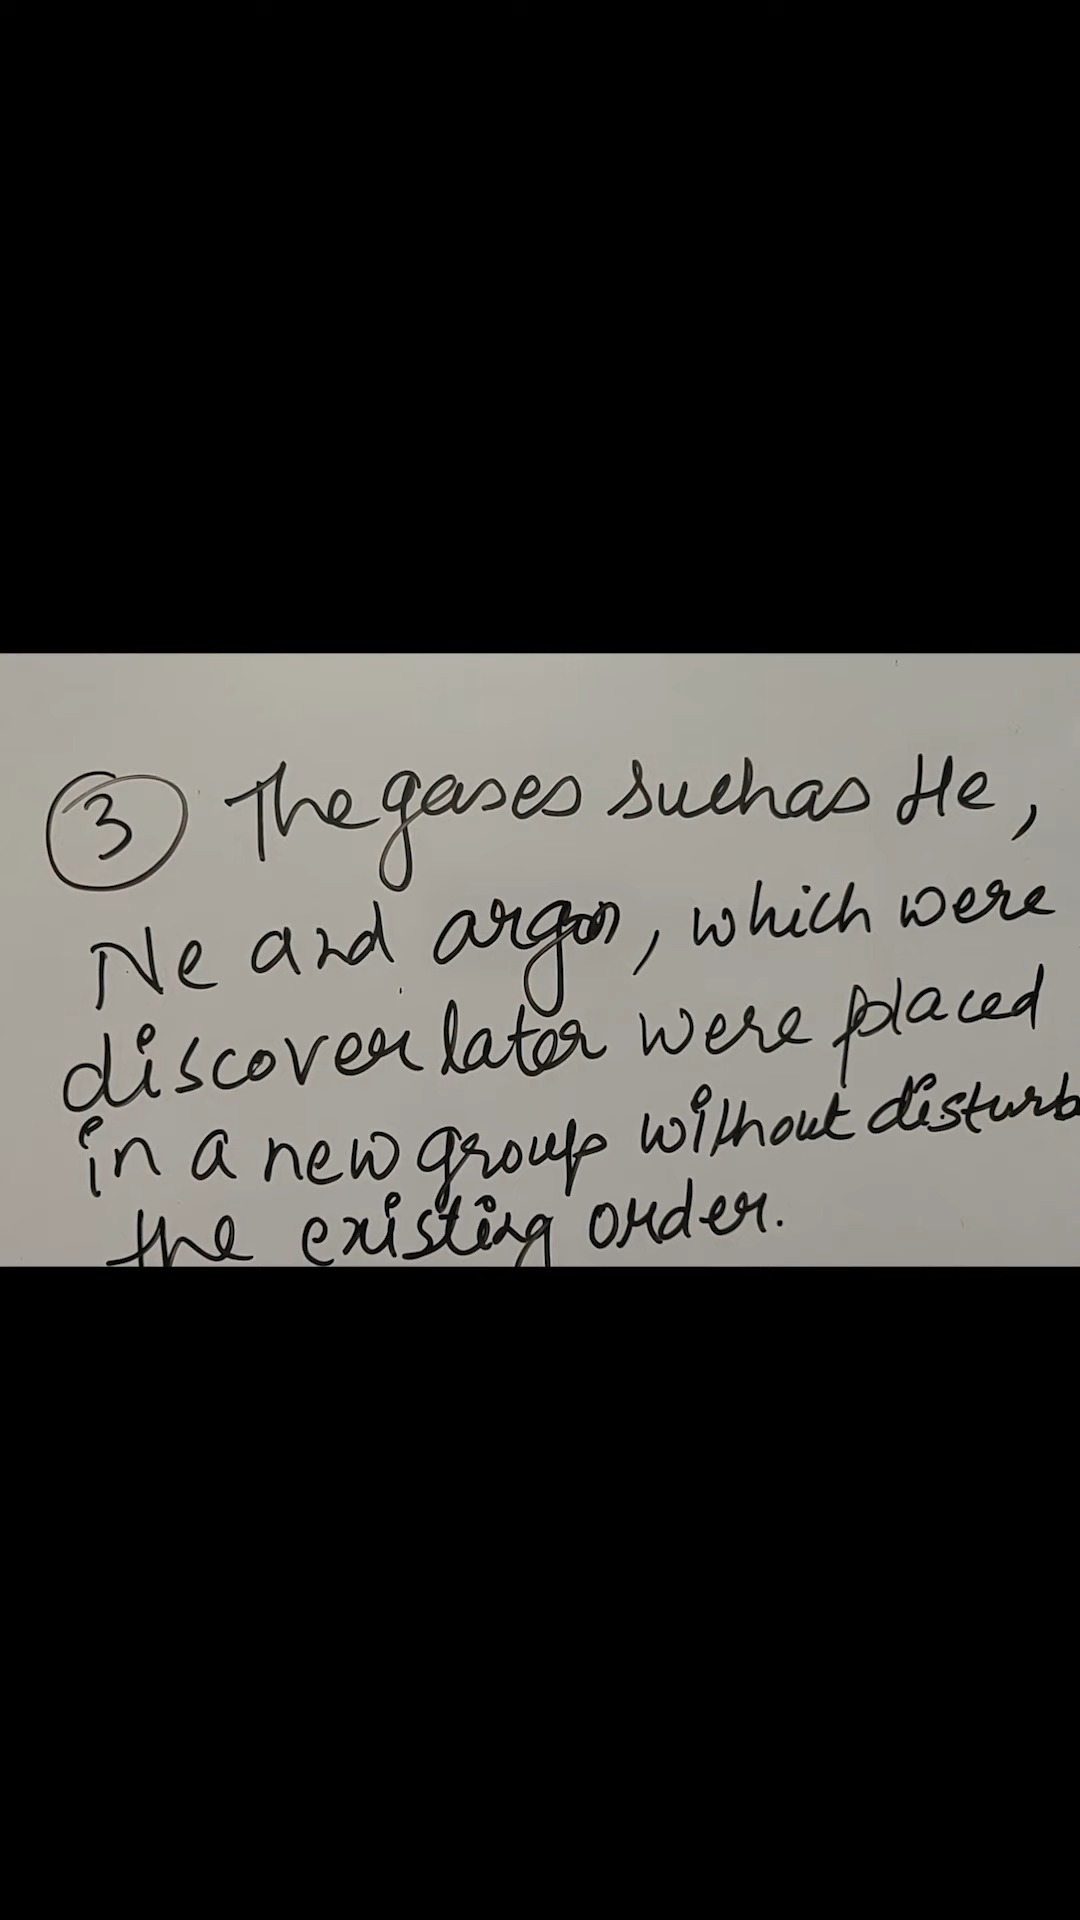 ③ The gases suchas He,
Ne and argon, which were
discover later were placed
in a new group without disturb
the existing order.